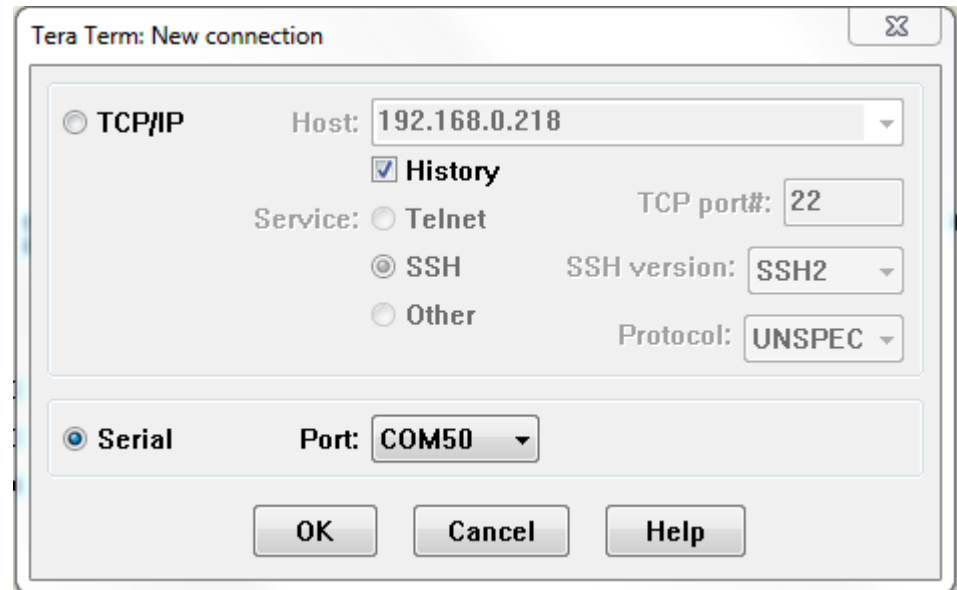 Tera Term: New connection
TCP/IP Host: 192.168.0.218
History
Service: Telnet TCP port#: 22
SSH SSH version: SSH2
Other Protocol: UNSPEC
Serial Port: COM50
OK Cancel Help